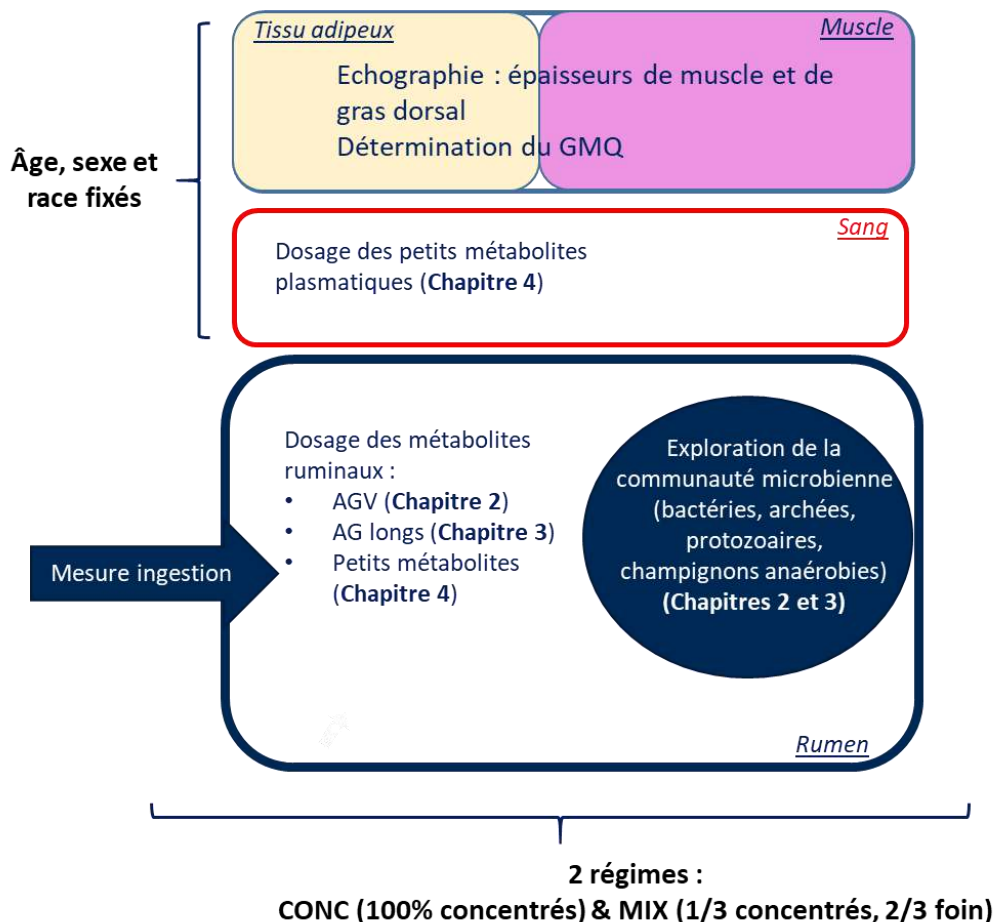 Tissu adipeux
Muscle
Echographie : épaisseurs de muscle et de
gras dorsal
Détermination du GMQ
Âge, sexe et
race fixés
Sang
Dosage des petits métabolites
plasmatiques (Chapitre 4)
Dosage des métabolites
ruminaux :
• AGV (Chapitre 2)
• AG longs (Chapitre 3)
• Petits métabolites
(Chapitre 4)
Exploration de la
communauté microbienne
(bactéries, archées,
protozoaires,
champignons anaérobies)
(Chapitres 2 et 3)
Mesure ingestion
Rumen
2 régimes :
CONC (100% concentrés) & MIX (1/3 concentrés, 2/3 foin)